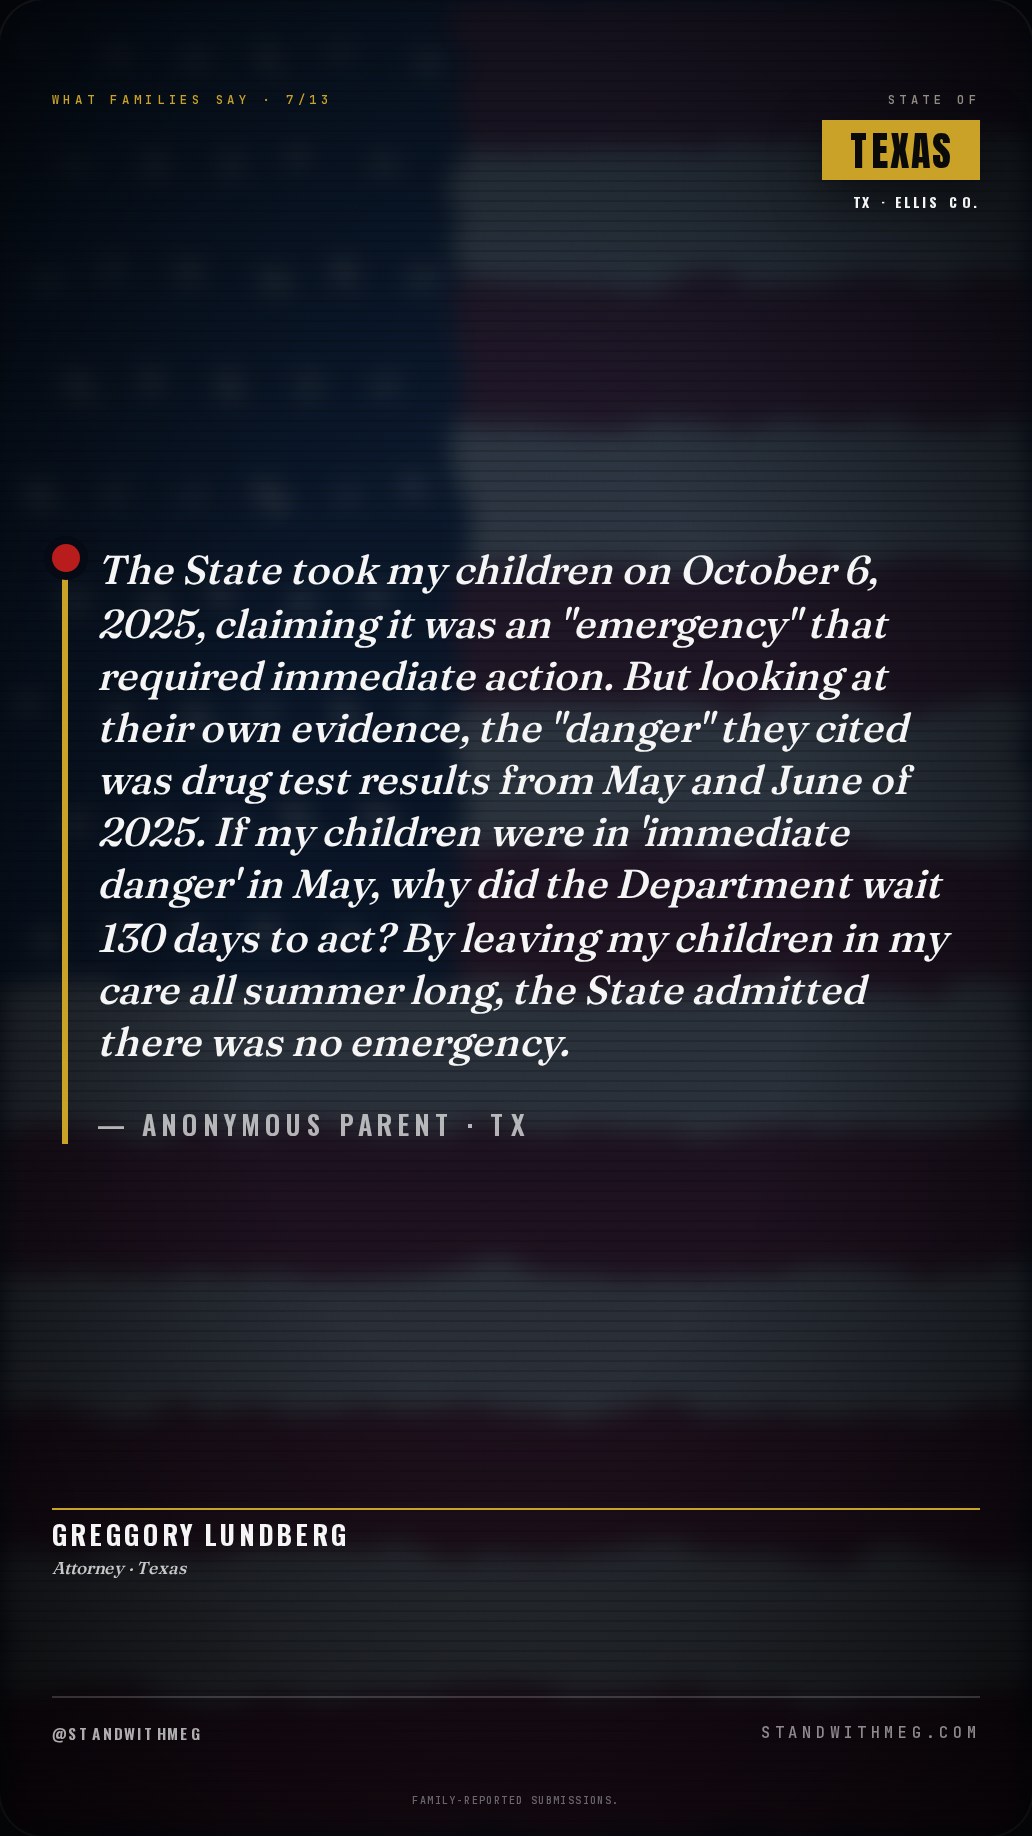 WHAT FAMILIES SAY · 7/13
STATE OF
TEXAS
TX · ELLIS CO.
The State took my children on October 6,
2025, claiming it was an "emergency" that
required immediate action. But looking at
their own evidence, the "danger" they cited
was drug test results from May and June of
2025. If my children were in 'immediate
danger' in May, why did the Department wait
130 days to act? By leaving my children in my
care all summer long, the State admitted
there was no emergency.
— ANONYMOUS PARENT · TX
GREGGORY LUNDBERG
Attorney · Texas
@STANDWITHMEG
STANDWITHMEG.COM
FAMILY-REPORTED SUBMISSIONS.